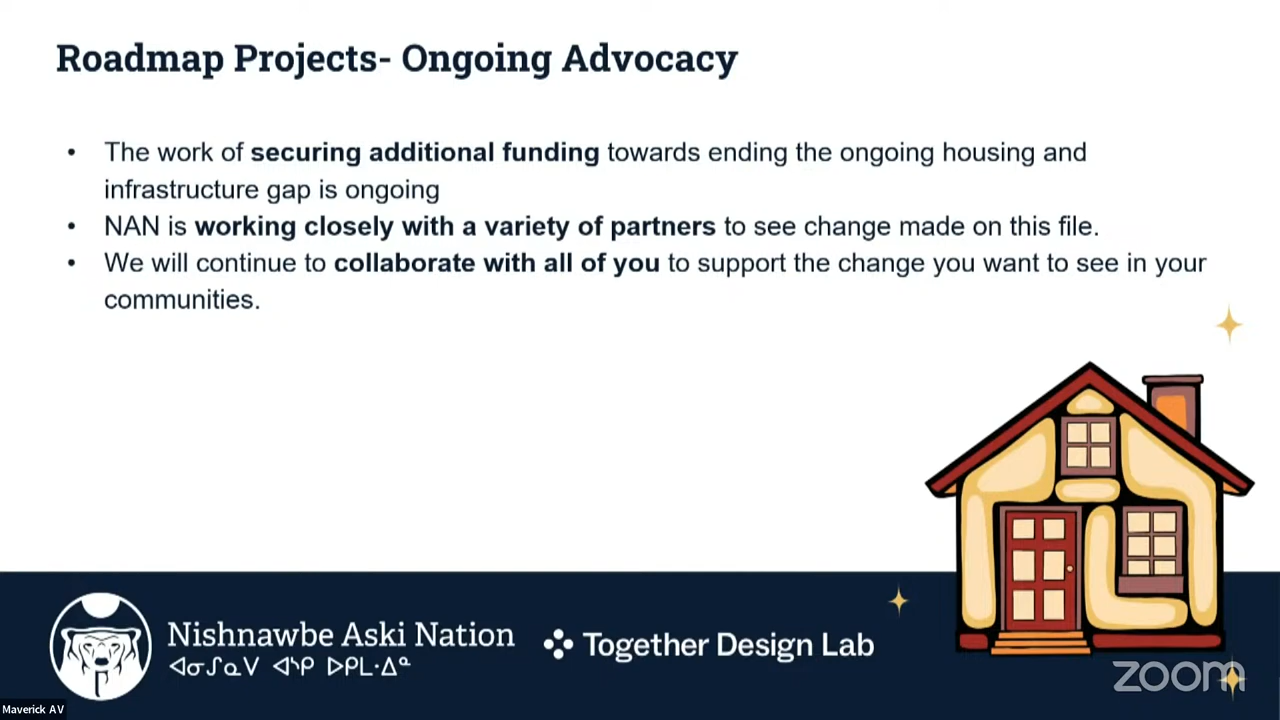 Roadmap Projects- Ongoing Advocacy
• The work of securing additional funding towards ending the ongoing housing and
infrastructure gap is ongoing
• NAN is working closely with a variety of partners to see change made on this file.
• We will continue to collaborate with all of you to support the change you want to see in your
communities.
Nishnawbe Aski Nation
ᐊᓂᔑᓇᐯ ᐊᔅᑭ ᐅᑭᒪᐧᐃᓐ
Together Design Lab
zoom
Maverick AV